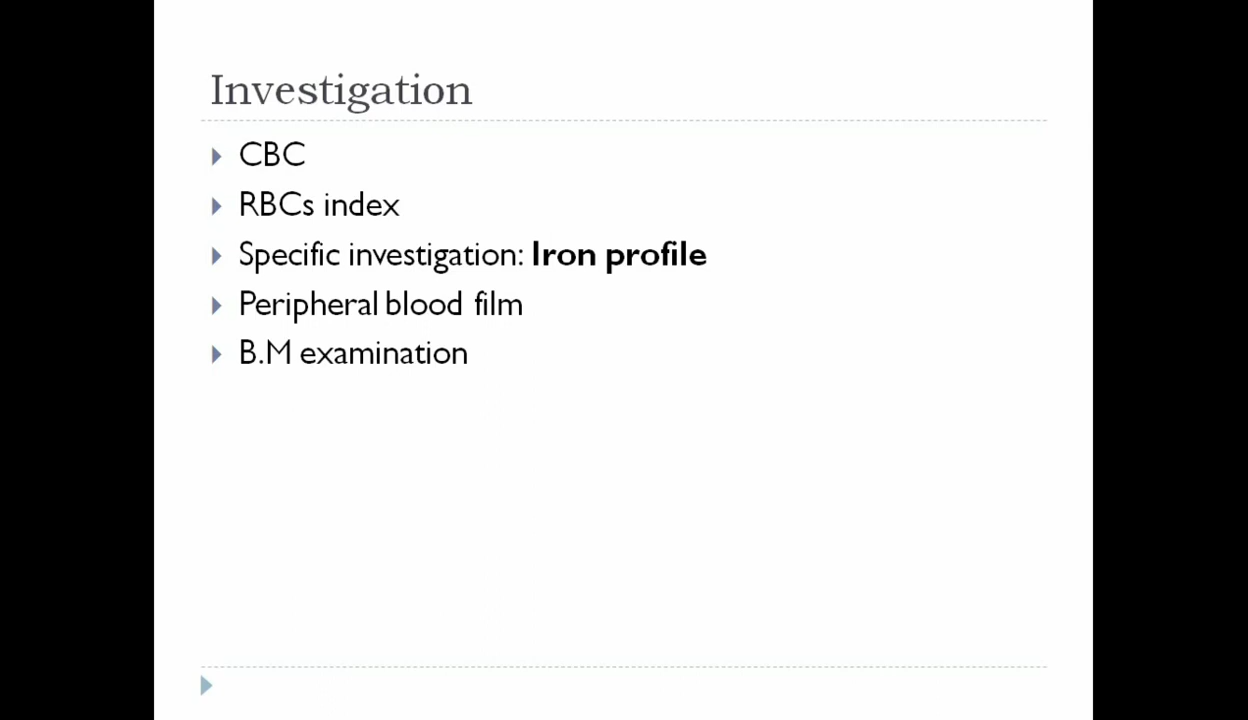 Investigation
CBC
RBCs index
Specific investigation: Iron profile
Peripheral blood film
B.M examination